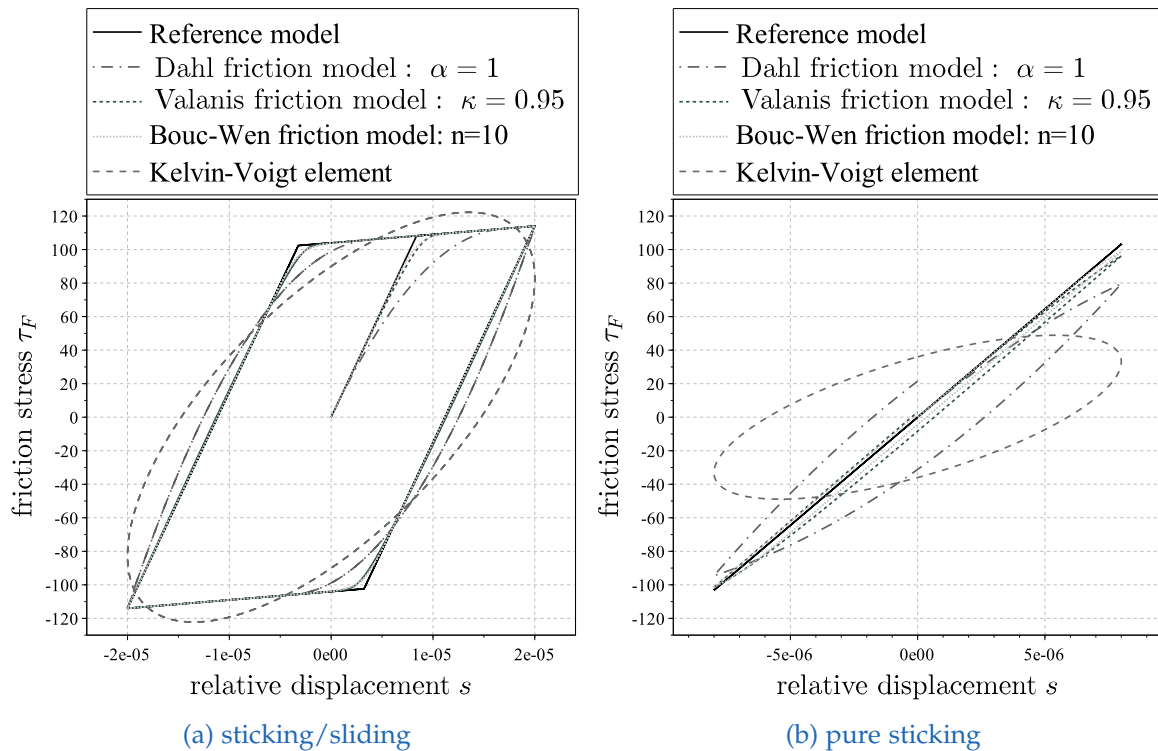 Reference model
Dahl friction model : α = 1
Valanis friction model : κ = 0.95
Bouc-Wen friction model: n=10
Kelvin-Voigt element
120
100
80
60
40
20
0
-20
-40
-60
-80
-100
-120
friction stress τF
-2e-05 -1e-05 0e00 1e-05 2e-05
relative displacement s
(a) sticking/sliding
Reference model
Dahl friction model : α = 1
Valanis friction model : κ = 0.95
Bouc-Wen friction model: n=10
Kelvin-Voigt element
120
100
80
60
40
20
0
-20
-40
-60
-80
-100
-120
friction stress τF
-5e-06 0e00 5e-06
relative displacement s
(b) pure sticking